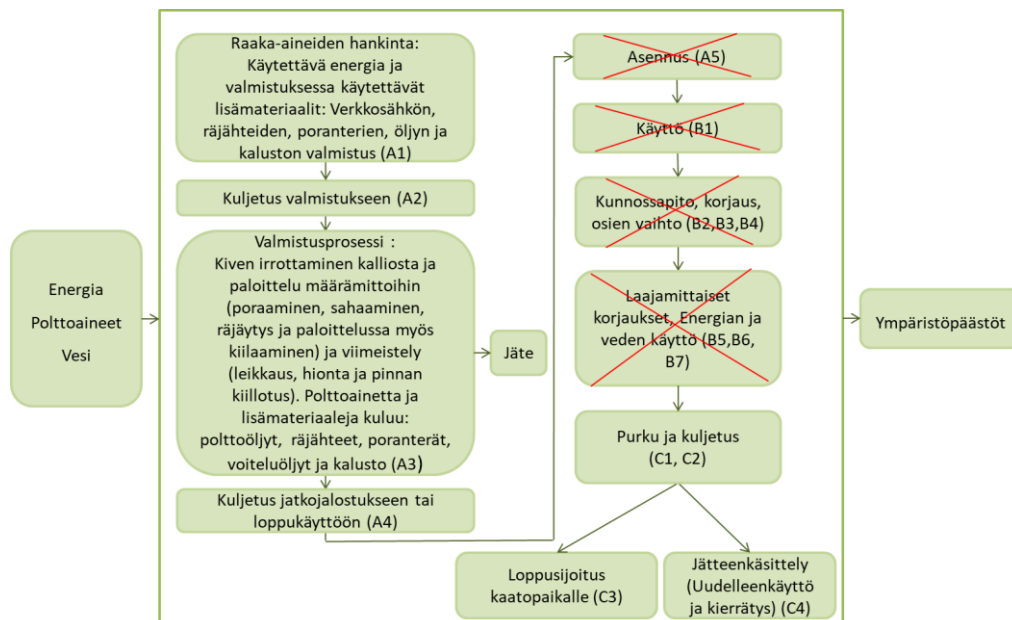 Energia
Polttoaineet
Vesi
Raaka-aineiden hankinta:
Käytettävä energia ja
valmistuksessa käytettävät
lisämateriaalit: Verkkosähkön,
räjähteiden, poranterien, öljyn ja
kaluston valmistus (A1)
Kuljetus valmistukseen (A2)
Valmistusprosessi :
Kiven irrottaminen kalliosta ja
paloittelu määrämittoihin
(poraaminen, sahaaminen,
räjäytys ja paloittelussa myös
kiilaaminen) ja viimeistely
(leikkaus, hionta ja pinnan
kiillotus). Polttoainetta ja
lisämateriaaleja kuluu:
polttoöljyt, räjähteet, poranterät,
voiteluöljyt ja kalusto (A3)
Jäte
Kuljetus jatkojalostukseen tai
loppukäyttöön (A4)
Asennus (A5)
Käyttö (B1)
Kunnossapito, korjaus,
osien vaihto (B2,B3,B4)
Laajamittaiset
korjaukset, Energian ja
veden käyttö (B5,B6,
B7)
Purku ja kuljetus
(C1, C2)
Loppusijoitus
kaatopaikalle (C3)
Jätteenkäsittely
(Uudelleenkäyttö
ja kierrätys) (C4)
Ympäristöpäästöt